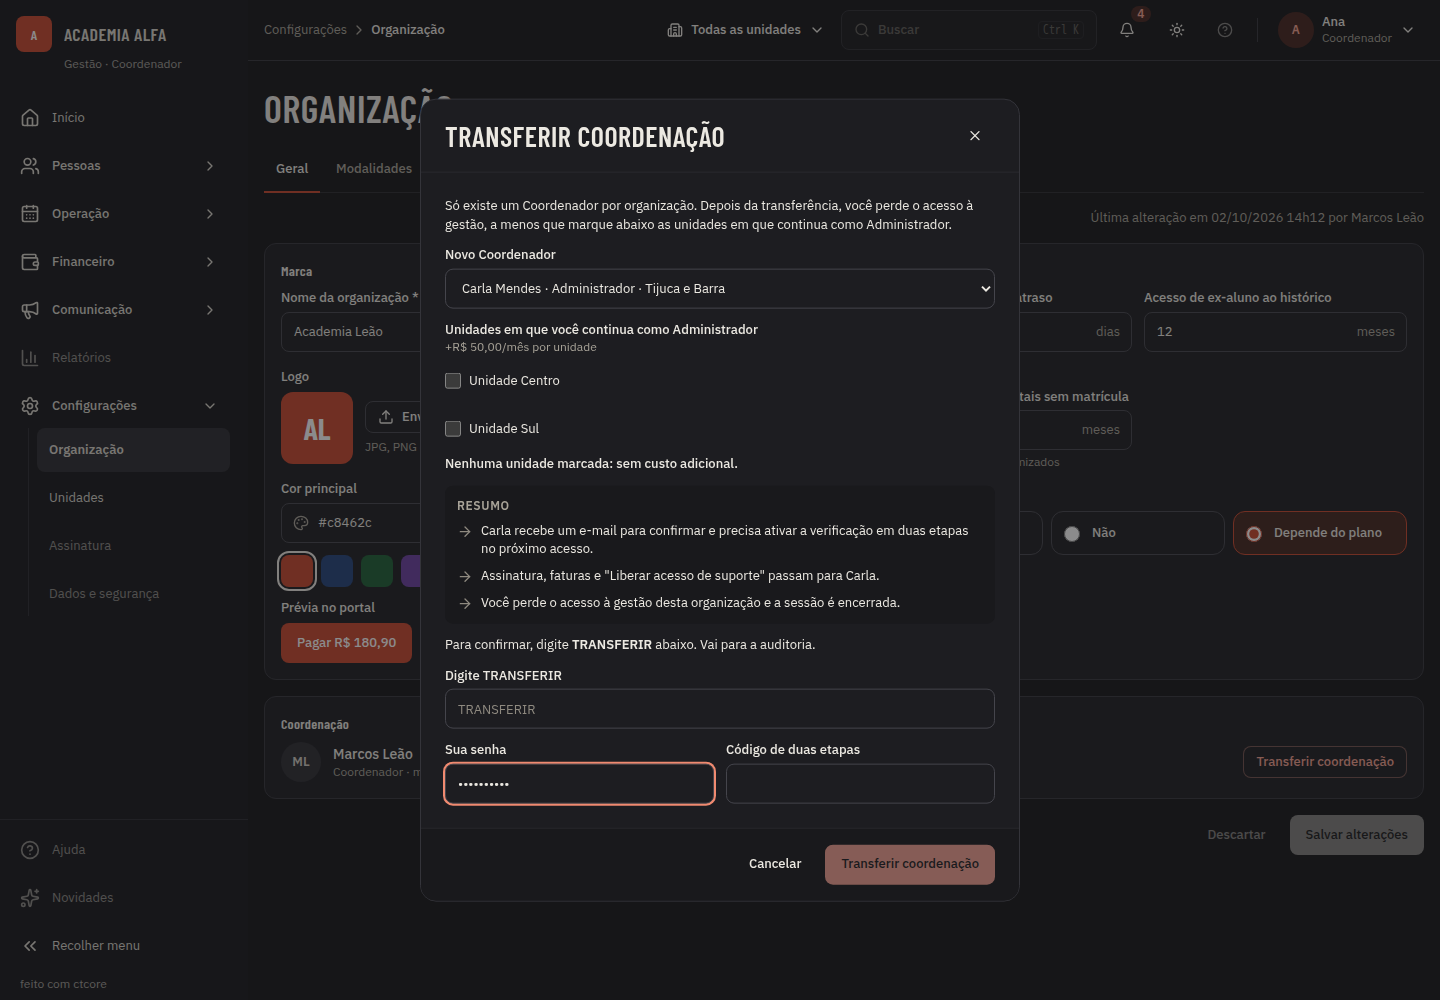 A
ACADEMIA ALFA
Gestão · Coordenador
Início
Pessoas
Operação
Financeiro
Comunicação
Relatórios
Configurações
Organização
Unidades
Assinatura
Dados e segurança
Ajuda
Novidades
Recolher menu
feito com ctcore
Configurações
Organização
Todas as unidades
Buscar
Ctrl K
4
A
Ana
Coordenador
Geral
Modalidades
Última alteração em 02/10/2026 14h12 por Marcos Leão
Marca
Nome da organização *
Academia Leão
Logo
AL
JPG, PNG
Cor principal
#c8462c
Prévia no portal
Pagar R$ 180,90
dias
Acesso de ex-aluno ao histórico
12
meses
sem matrícula
meses
Não
Depende do plano
Coordenação
ML
Marcos Leão
Coordenador ·
Transferir coordenação
Descartar
Salvar alterações
TRANSFERIR COORDENAÇÃO
Só existe um Coordenador por organização. Depois da transferência, você perde o acesso à
gestão, a menos que marque abaixo as unidades em que continua como Administrador.
Novo Coordenador
Carla Mendes · Administrador · Tijuca e Barra
Unidades em que você continua como Administrador
+R$ 50,00/mês por unidade
Unidade Centro
Unidade Sul
Nenhuma unidade marcada: sem custo adicional.
RESUMO
Carla recebe um e-mail para confirmar e precisa ativar a verificação em duas etapas
no próximo acesso.
Assinatura, faturas e "Liberar acesso de suporte" passam para Carla.
Você perde o acesso à gestão desta organização e a sessão é encerrada.
Para confirmar, digite TRANSFERIR abaixo. Vai para a auditoria.
Digite TRANSFERIR
TRANSFERIR
Sua senha
••••••••••
Código de duas etapas
Cancelar
Transferir coordenação